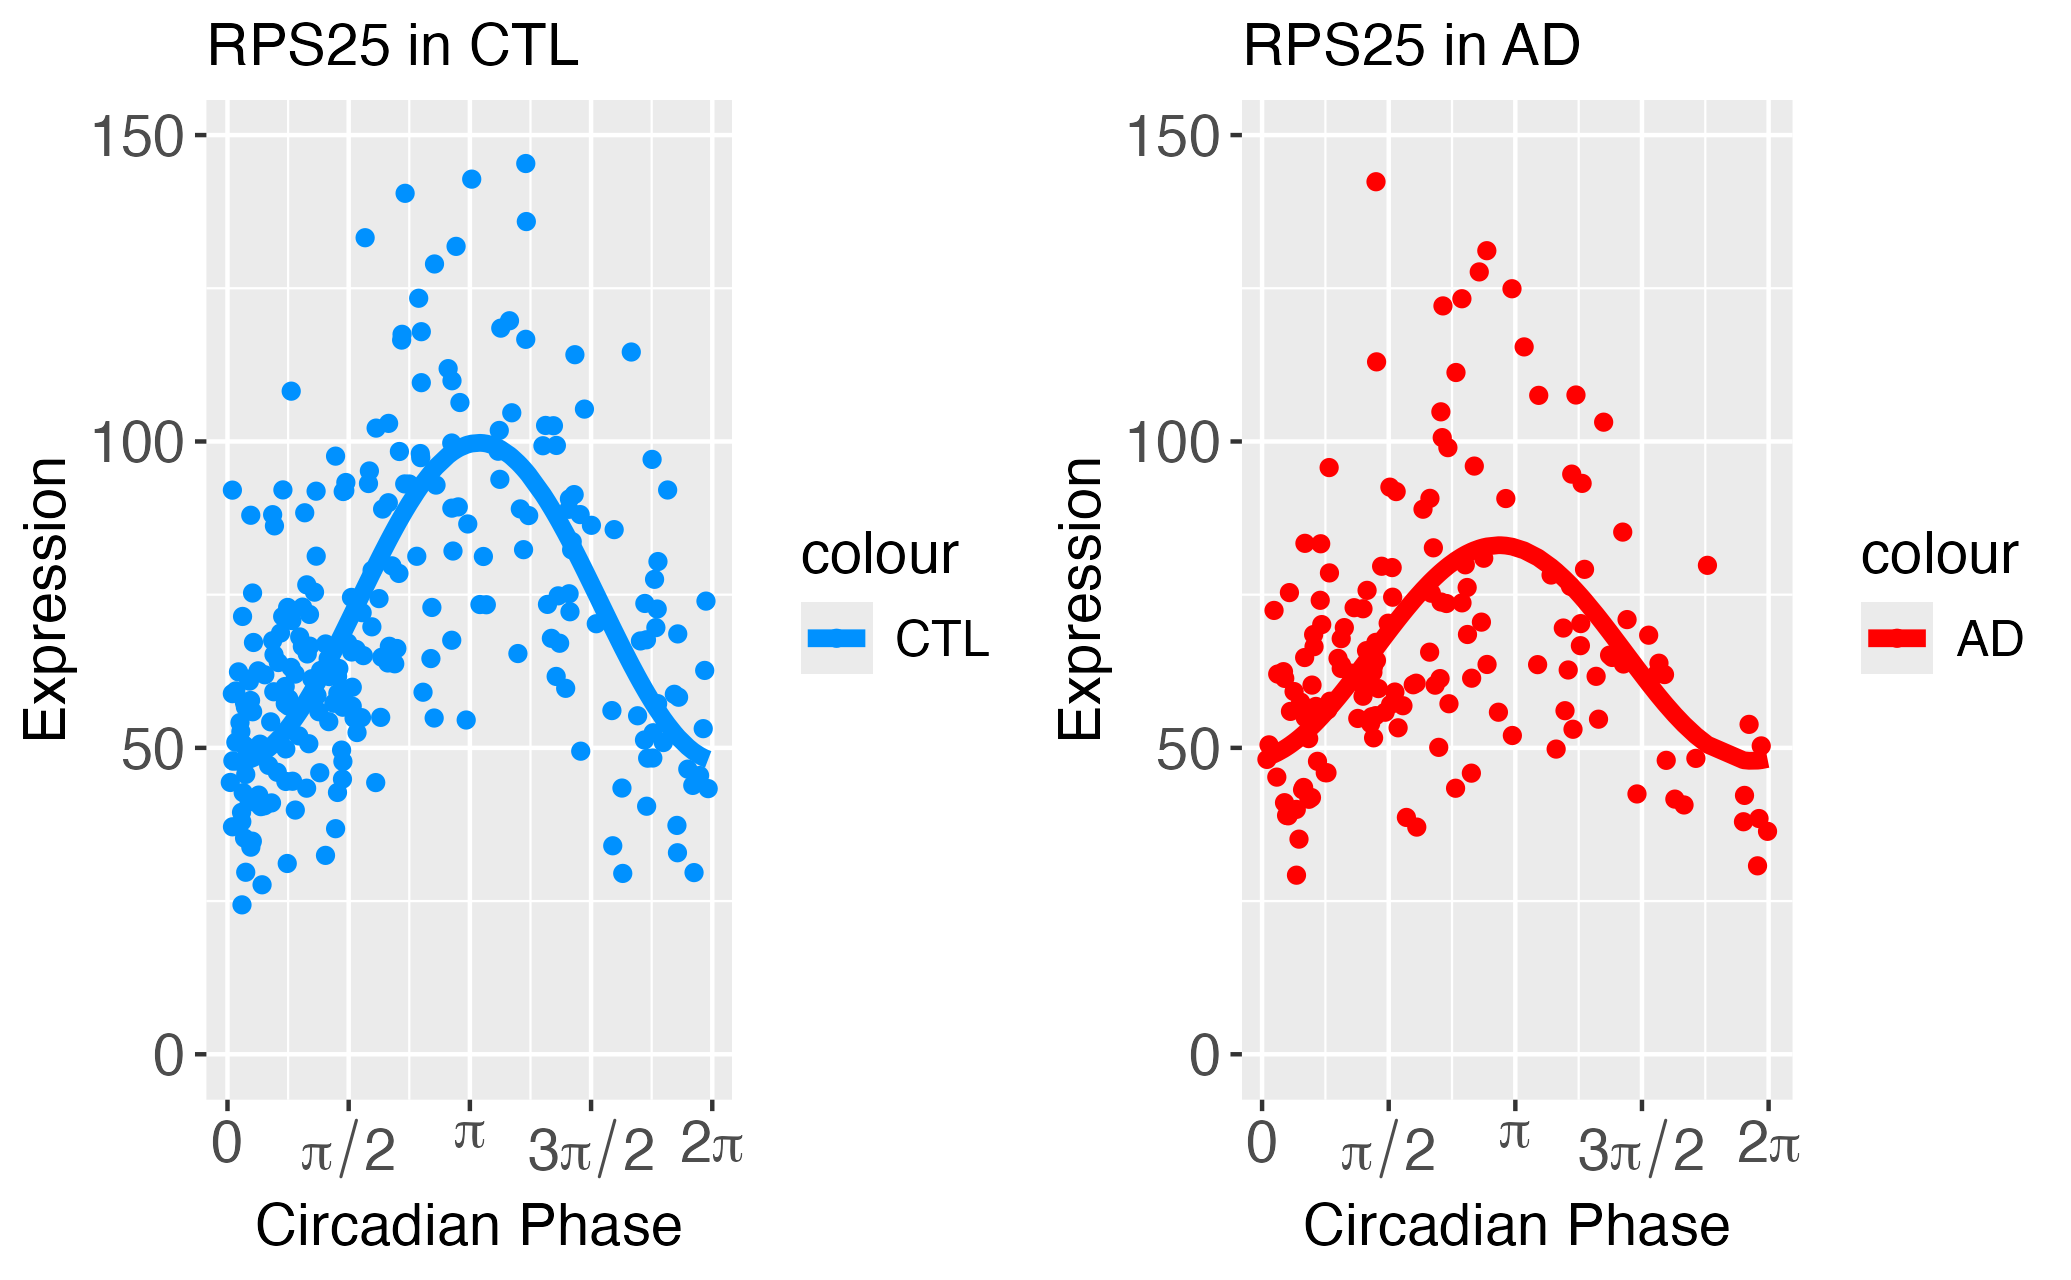 RPS25 in CTL
Expression
150
100
50
0
0 π/2 π 3π/2 2π
Circadian Phase
colour
CTL
RPS25 in AD
Expression
150
100
50
0
0 π/2 π 3π/2 2π
Circadian Phase
colour
AD